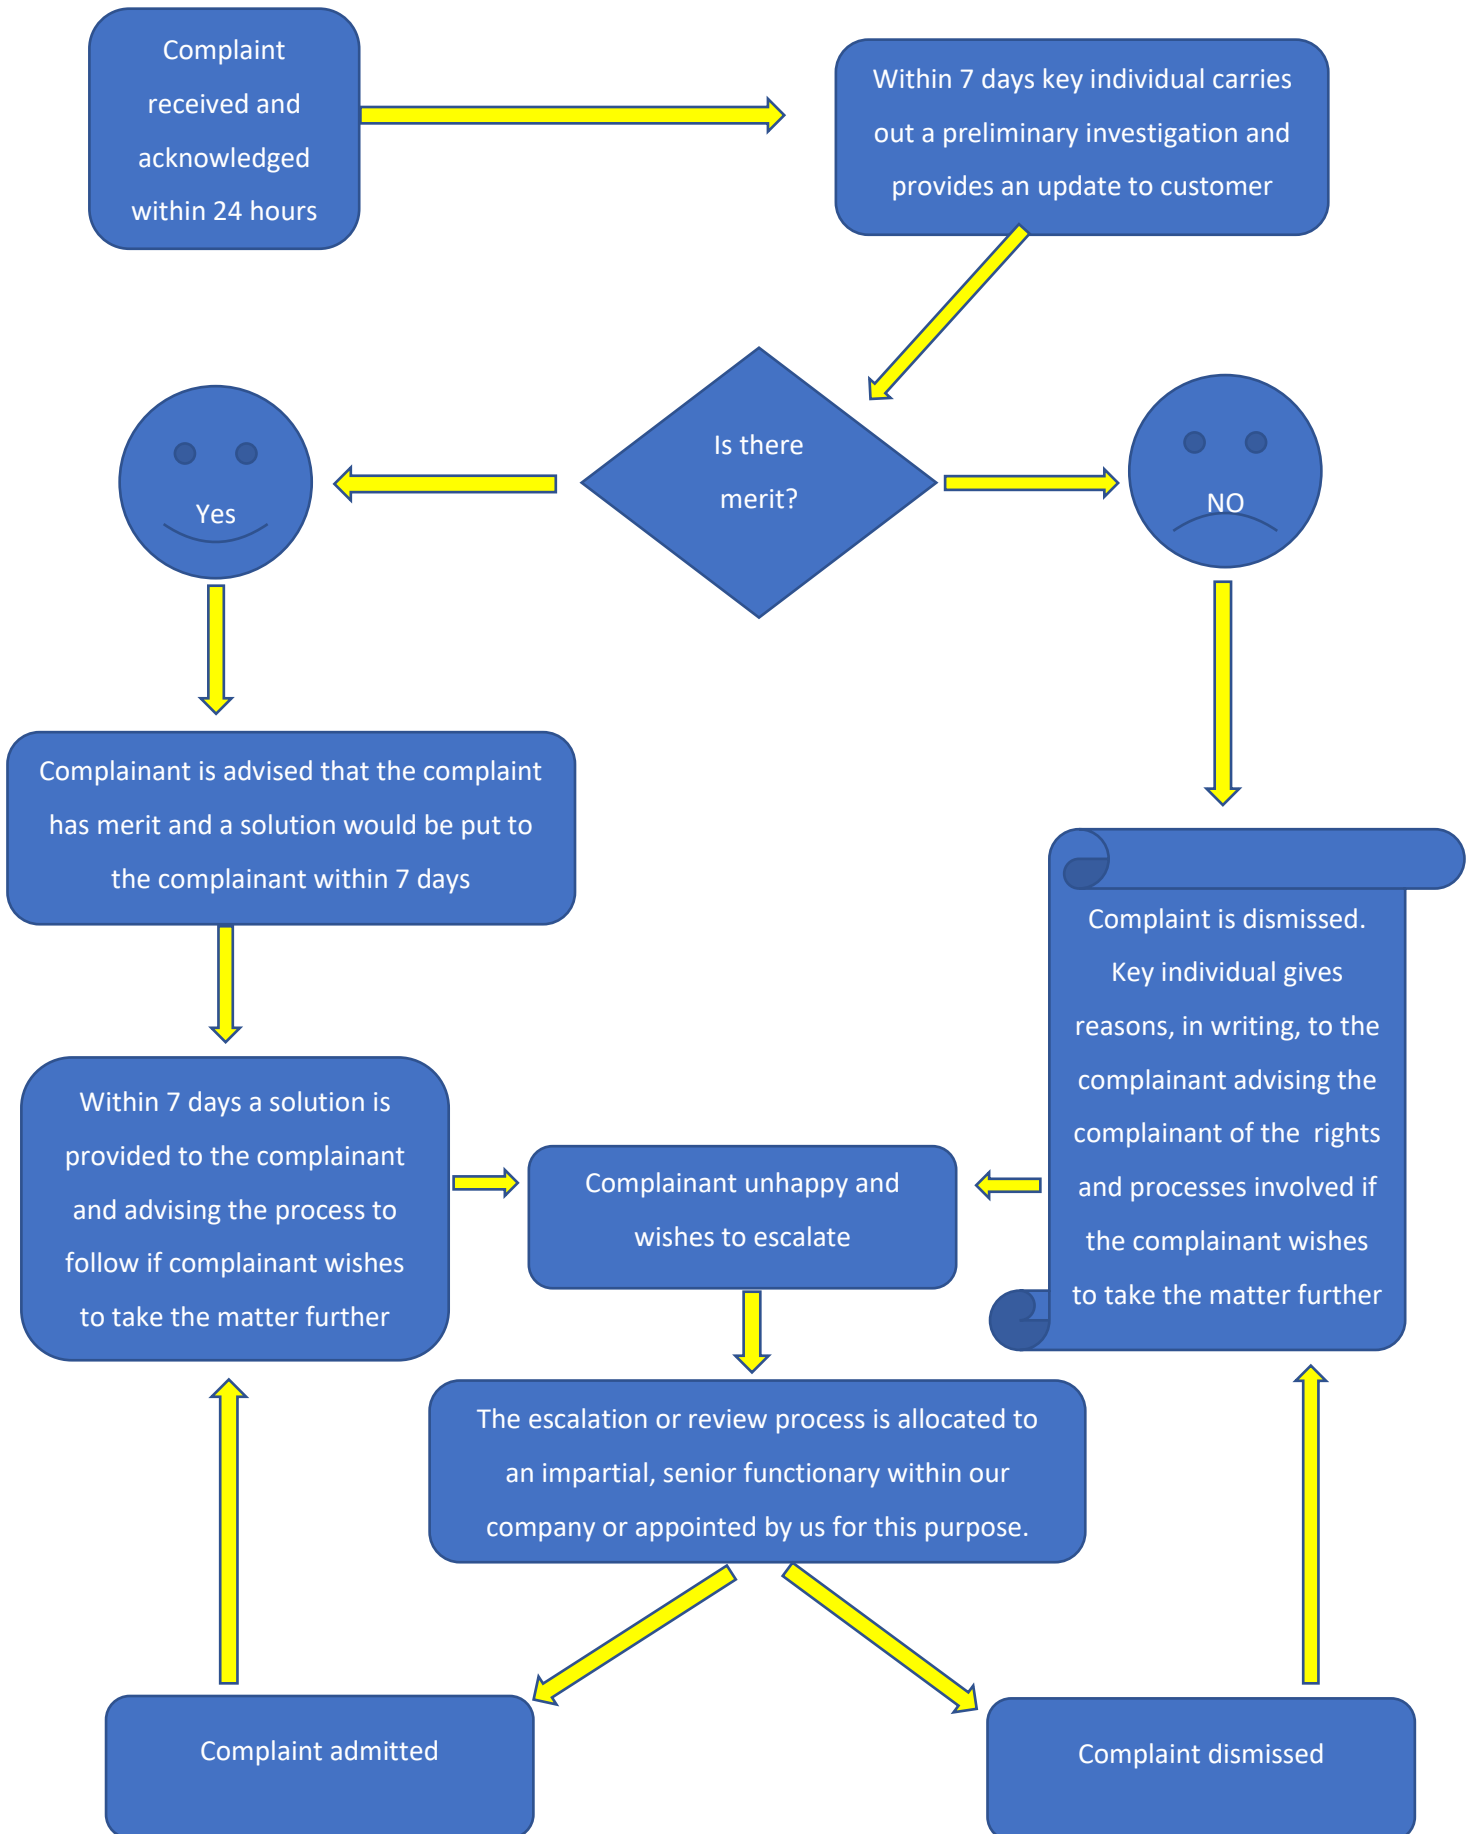 Complaint
received and
acknowledged
within 24 hours
Within 7 days key individual carries
out a preliminary investigation and
provides an update to customer
Is there
merit?
Yes
NO
Complainant is advised that the complaint
has merit and a solution would be put to
the complainant within 7 days
Complaint is dismissed.
Key individual gives
reasons, in writing, to the
complainant advising the
complainant of the rights
and processes involved if
the complainant wishes
to take the matter further
Within 7 days a solution is
provided to the complainant
and advising the process to
follow if complainant wishes
to take the matter further
Complainant unhappy and
wishes to escalate
The escalation or review process is allocated to
an impartial, senior functionary within our
company or appointed by us for this purpose.
Complaint admitted
Complaint dismissed